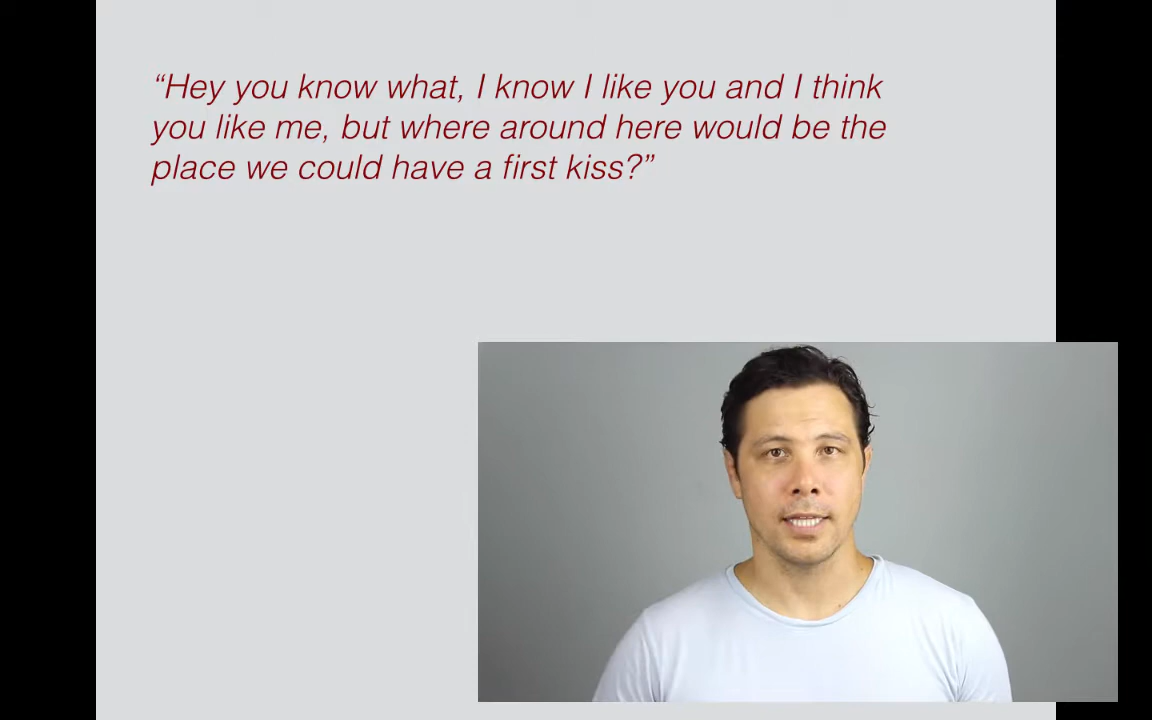 “Hey you know what, I know I like you and I think
you like me, but where around here would be the
place we could have a first kiss?”